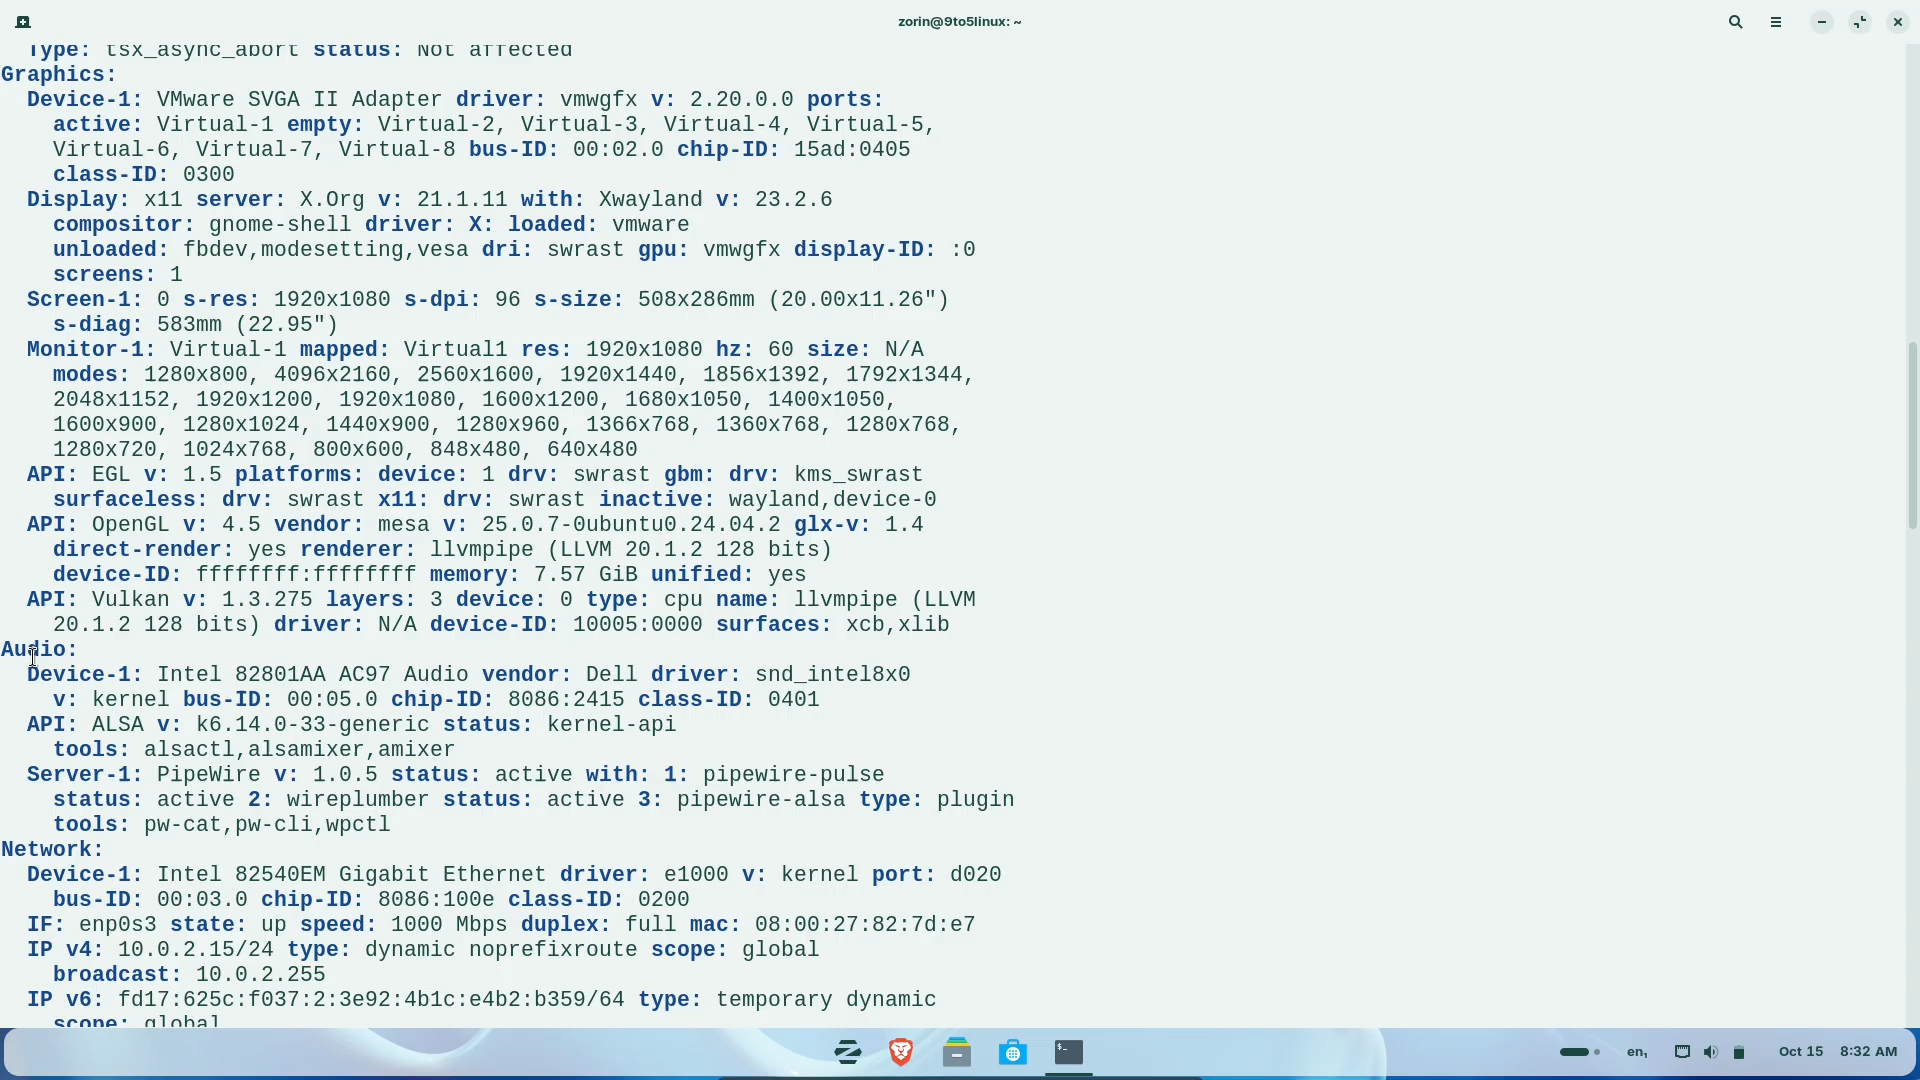 zorin@9to5linux: ~
Type: tsx_async_abort status: Not affected
Graphics:
Device-1: VMware SVGA II Adapter driver: vmwgfx v: 2.20.0.0 ports:
active: Virtual-1 empty: Virtual-2, Virtual-3, Virtual-4, Virtual-5,
Virtual-6, Virtual-7, Virtual-8 bus-ID: 00:02.0 chip-ID: 15ad:0405
class-ID: 0300
Display: x11 server: X.Org v: 21.1.11 with: Xwayland v: 23.2.6
compositor: gnome-shell driver: X: loaded: vmware
unloaded: fbdev,modesetting,vesa dri: swrast gpu: vmwgfx display-ID: :0
screens: 1
Screen-1: 0 s-res: 1920x1080 s-dpi: 96 s-size: 508x286mm (20.00x11.26")
s-diag: 583mm (22.95")
Monitor-1: Virtual-1 mapped: Virtual1 res: 1920x1080 hz: 60 size: N/A
modes: 1280x800, 4096x2160, 2560x1600, 1920x1440, 1856x1392, 1792x1344,
2048x1152, 1920x1200, 1920x1080, 1600x1200, 1680x1050, 1400x1050,
1600x900, 1280x1024, 1440x900, 1280x960, 1366x768, 1360x768, 1280x768,
1280x720, 1024x768, 800x600, 848x480, 640x480
API: EGL v: 1.5 platforms: device: 1 drv: swrast gbm: drv: kms_swrast
surfaceless: drv: swrast x11: drv: swrast inactive: wayland,device-0
API: OpenGL v: 4.5 vendor: mesa v: 25.0.7-0ubuntu0.24.04.2 glx-v: 1.4
direct-render: yes renderer: llvmpipe (LLVM 20.1.2 128 bits)
device-ID: ffffffff:ffffffff memory: 7.57 GiB unified: yes
API: Vulkan v: 1.3.275 layers: 3 device: 0 type: cpu name: llvmpipe (LLVM
20.1.2 128 bits) driver: N/A device-ID: 10005:0000 surfaces: xcb,xlib
Audio:
Device-1: Intel 82801AA AC97 Audio vendor: Dell driver: snd_intel8x0
v: kernel bus-ID: 00:05.0 chip-ID: 8086:2415 class-ID: 0401
API: ALSA v: k6.14.0-33-generic status: kernel-api
tools: alsactl,alsamixer,amixer
Server-1: PipeWire v: 1.0.5 status: active with: 1: pipewire-pulse
status: active 2: wireplumber status: active 3: pipewire-alsa type: plugin
tools: pw-cat,pw-cli,wpctl
Network:
Device-1: Intel 82540EM Gigabit Ethernet driver: e1000 v: kernel port: d020
bus-ID: 00:03.0 chip-ID: 8086:100e class-ID: 0200
IF: enp0s3 state: up speed: 1000 Mbps duplex: full mac: 08:00:27:82:7d:e7
IP v4: 10.0.2.15/24 type: dynamic noprefixroute scope: global
broadcast: 10.0.2.255
IP v6: fd17:625c:f037:2:3e92:4b1c:e4b2:b359/64 type: temporary dynamic
scope: global
en, Oct 15 8:32 AM